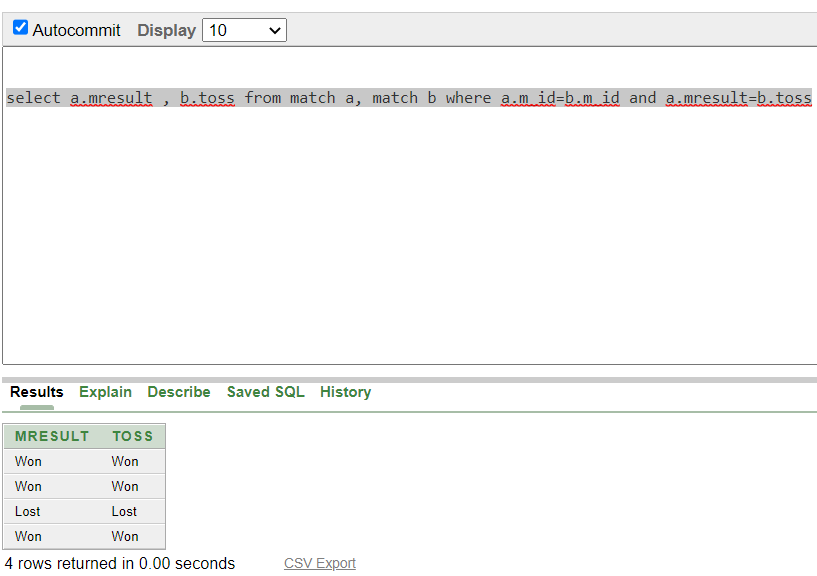 Autocommit Display 10
select a.mresult , b.toss from match a, match b where a.m_id=b.m_id and a.mresult=b.toss
Results Explain Describe Saved SQL History
MRESULT TOSS
Won Won
Won Won
Lost Lost
Won Won
4 rows returned in 0.00 seconds CSV Export